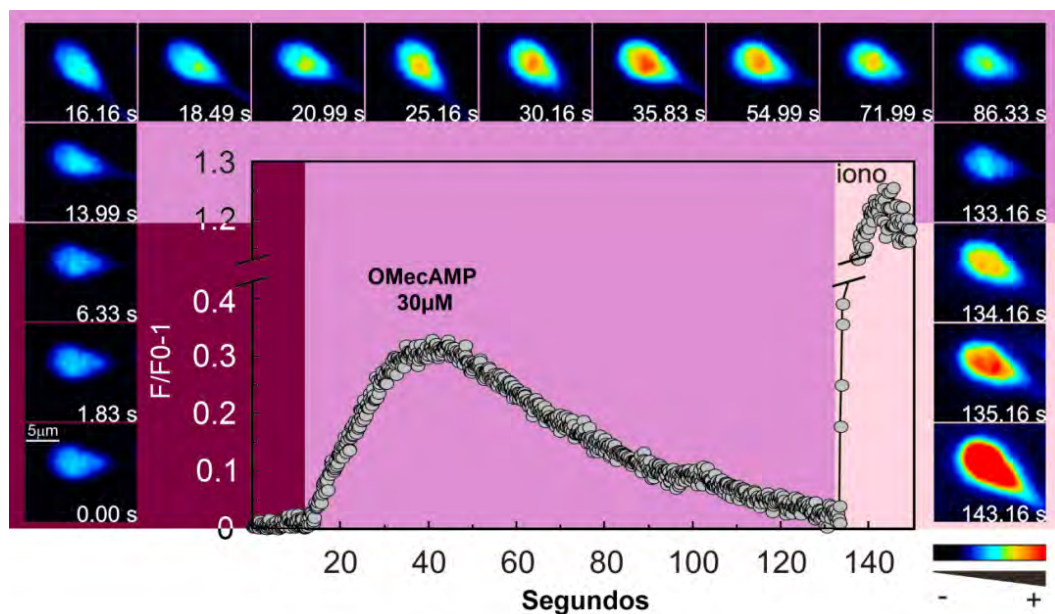 16.16 s
18.49 s
20.99 s
25.16 s
30.16 s
35.83 s
54.99 s
71.99 s
86.33 s
13.99 s
6.33 s
1.83 s
5μm
0.00 s
133.16 s
134.16 s
135.16 s
143.16 s
1.3
1.2
0.4
0.3
0.2
0.1
0
F/F0-1
OMecAMP
30μM
iono
20
40
60
80
100
120
140
Segundos
- +